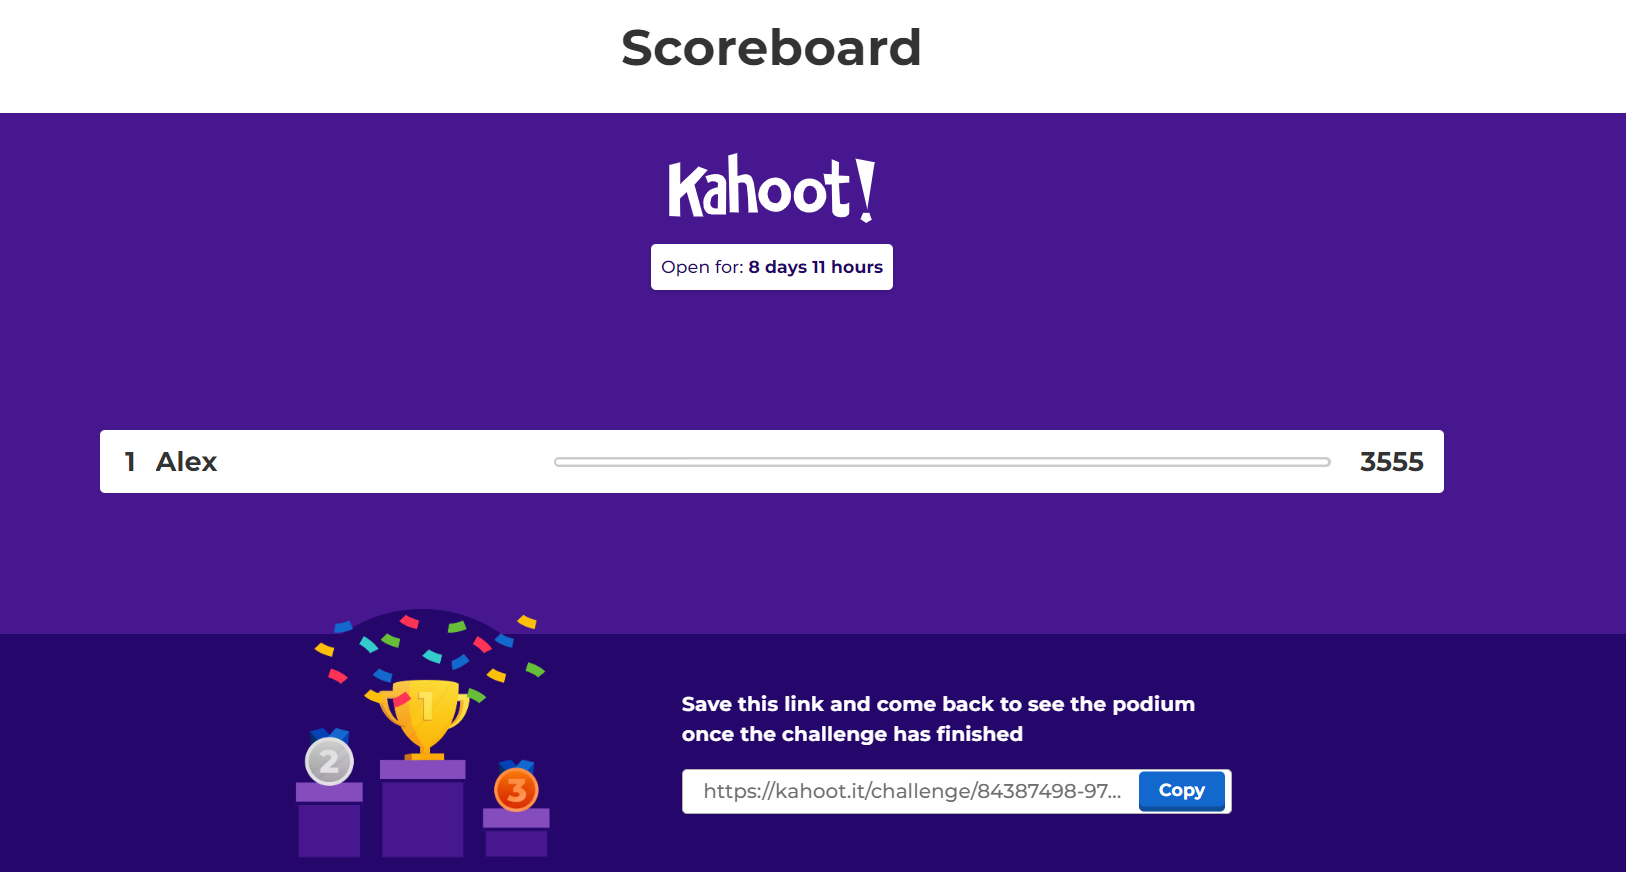 Scoreboard
Kahoot!
Open for: 8 days 11 hours
1 Alex 3555
1
2
3
Save this link and come back to see the podium
once the challenge has finished
https://kahoot.it/challenge/84387498-97... Copy